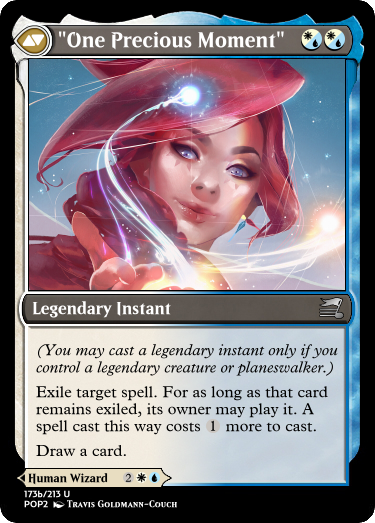 "One Precious Moment"
Legendary Instant
(You may cast a legendary instant only if you
control a legendary creature or planeswalker.)
Exile target spell. For as long as that card
remains exiled, its owner may play it. A
spell cast this way costs 1 more to cast.
Draw a card.
Human Wizard 2
173b/213 U
POP2 Travis Goldmann-Couch